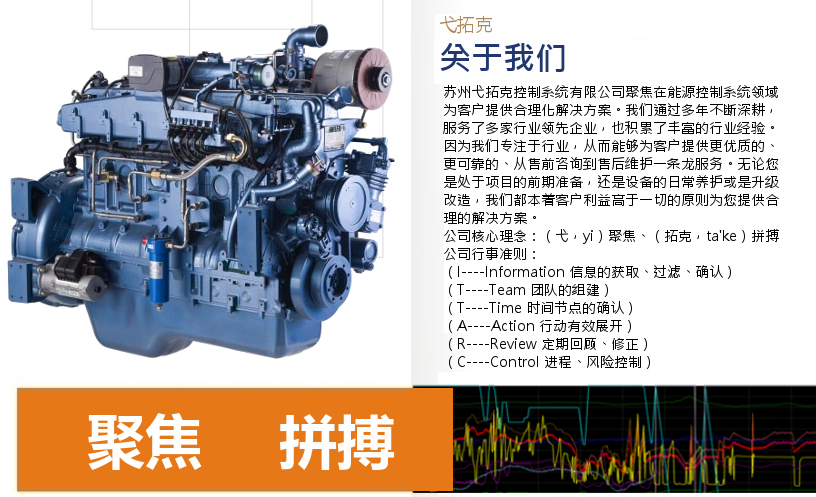 弋拓克
关于我们
苏州弋拓克控制系统有限公司聚焦在能源控制系统领域
为客户提供合理化解决方案。我们通过多年不断深耕，
服务了多家行业领先企业，也积累了丰富的行业经验。
因为我们专注于行业，从而能够为客户提供更优质的、
更可靠的、从售前咨询到售后维护一条龙服务。无论您
是处于项目的前期准备，还是设备的日常养护或是升级
改造，我们都本着客户利益高于一切的原则为您提供合
理的解决方案。
公司核心理念：（弋，yi）聚焦、（拓克，ta'ke）拼搏
公司行事准则：
（I----Information 信息的获取、过滤、确认）
（T----Team 团队的组建）
（T----Time 时间节点的确认）
（A----Action 行动有效展开）
（R----Review 定期回顾、修正）
（C----Control 进程、风险控制）
聚焦 拼搏